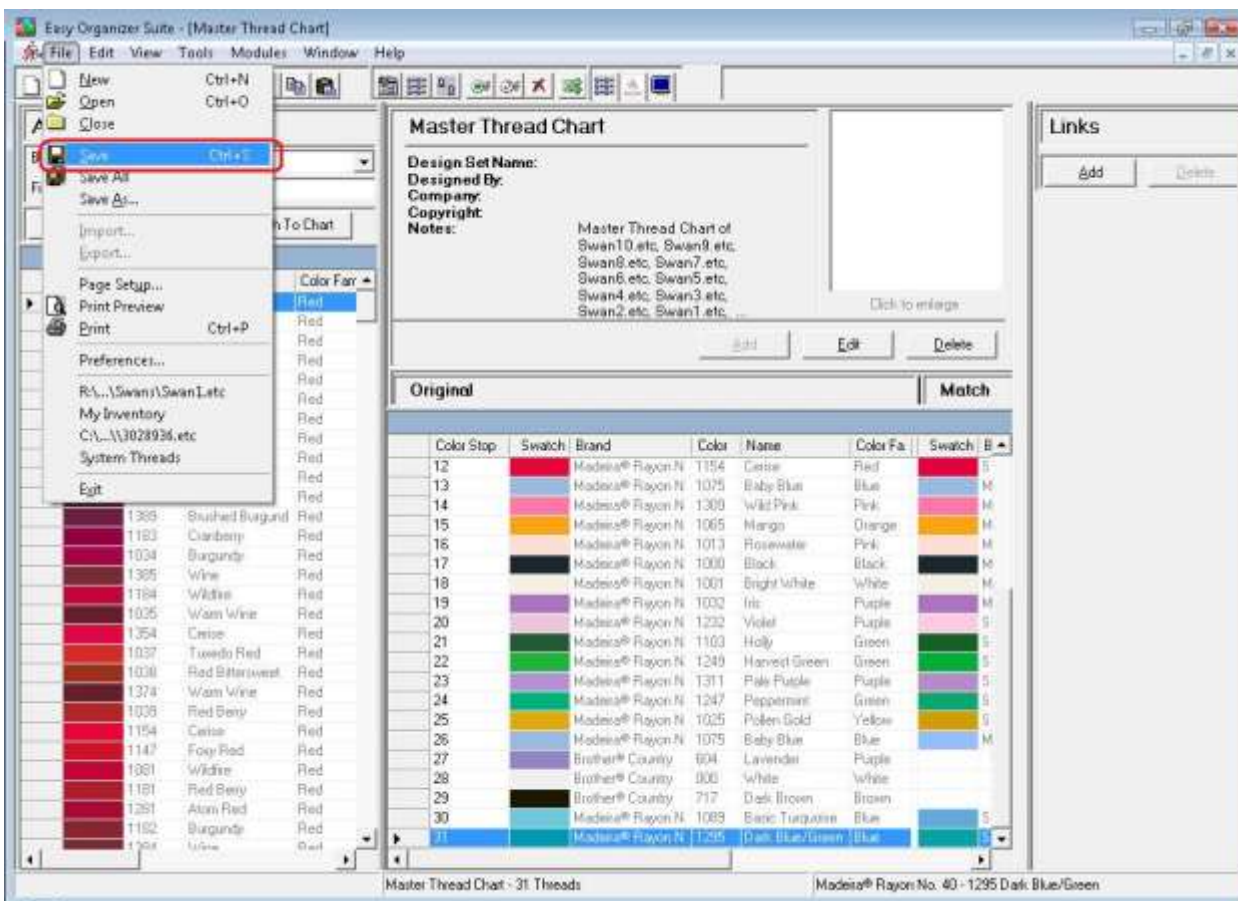 Easy Organizer Suite - [Master Thread Chart]
File Edit View Tools Modules Window Help
New Ctrl+N
Open Ctrl+O
Close
Save Ctrl+S
Save All
Save As...
Import...
Export...
Page Setup...
Print Preview
Print Ctrl+P
Preferences...
R:\...\Swans\Swan1.etc
My Inventory
C:\...\\3028936.etc
System Threads
Exit
To Chart
Color Fam
Red
Red
Red
Red
Red
Red
Red
Red
Red
Red
Red
1389 Brushed Burgund Red
1183 Cranberry Red
1034 Burgundy Red
1385 Wine Red
1184 Wildfire Red
1035 Warm Wine Red
1354 Cerise Red
1037 Tuxedo Red Red
1038 Red Bittersweet Red
1374 Warm Wine Red
1039 Red Berry Red
1154 Cerise Red
1147 Foxy Red Red
1081 Wildfire Red
1181 Red Berry Red
1281 Atom Red Red
1182 Burgundy Red
Wine Red
Master Thread Chart
Design Set Name:
Designed By:
Company:
Copyright:
Notes: Master Thread Chart of
Swan10.etc, Swan9.etc,
Swan8.etc, Swan7.etc,
Swan6.etc, Swan5.etc,
Swan4.etc, Swan3.etc,
Swan2.etc, Swan1.etc, ...
Click to enlarge
Add Edit Delete
Original Match
Color Stop Swatch Brand Color Name Color Fa Swatch B
12 Madeira® Rayon N 1154 Cerise Red S
13 Madeira® Rayon N 1075 Baby Blue Blue M
14 Madeira® Rayon N 1309 Wild Pink Pink M
15 Madeira® Rayon N 1065 Mango Orange M
16 Madeira® Rayon N 1013 Rosewater Pink M
17 Madeira® Rayon N 1000 Black Black M
18 Madeira® Rayon N 1001 Bright White White M
19 Madeira® Rayon N 1032 Iris Purple M
20 Madeira® Rayon N 1232 Violet Purple S
21 Madeira® Rayon N 1103 Holly Green S
22 Madeira® Rayon N 1249 Harvest Green Green S
23 Madeira® Rayon N 1311 Pale Purple Purple S
24 Madeira® Rayon N 1247 Peppermint Green S
25 Madeira® Rayon N 1025 Pollen Gold Yellow S
26 Madeira® Rayon N 1075 Baby Blue Blue M
27 Brother® Country 804 Lavender Purple
28 Brother® Country White White
29 Brother® Country 717 Dark Brown Brown
30 Madeira® Rayon N 1089 Basic Turquoise Blue S
31 Madeira® Rayon N 1295 Dark Blue/Green Blue S
Links
Add Delete
Master Thread Chart - 31 Threads
Madeira® Rayon No. 40 - 1295 Dark Blue/Green